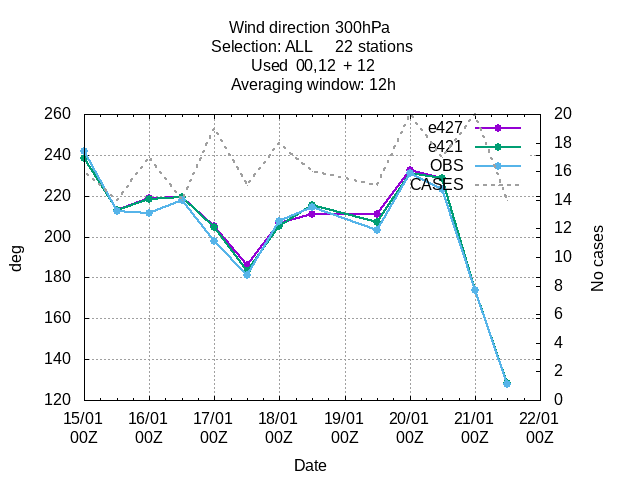 Wind direction 300hPa
Selection: ALL 22 stations
Used 00,12 + 12
Averaging window: 12h
e427
e421
OBS
CASES
260
240
220
200
180
160
140
120
20
18
16
14
12
10
8
6
4
2
0
deg
No cases
15/01 16/01 17/01 18/01 19/01 20/01 21/01 22/01
00Z 00Z 00Z 00Z 00Z 00Z 00Z 00Z
Date